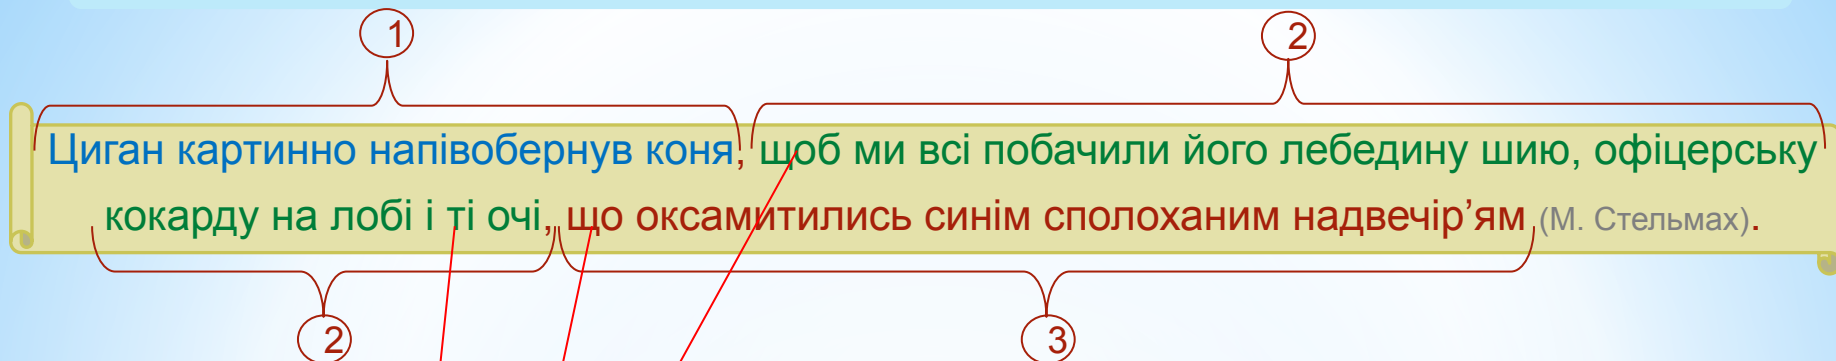 1 2
Циган картинно напівобернув коня, щоб ми всі побачили його лебедину шию, офіцерську
кокарду на лобі і ті очі, що оксамитились синім сполоханим надвечір’ям (М. Стельмах).
2 3